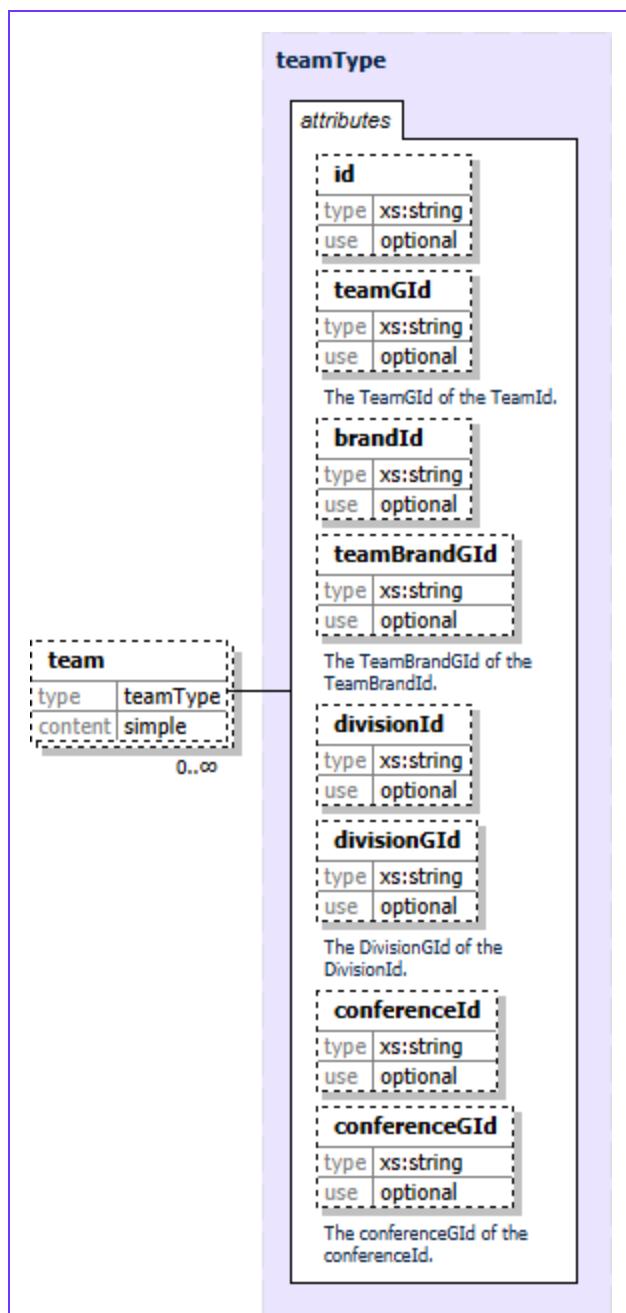 teamType
attributes
id
type xs:string
use optional
teamGId
type xs:string
use optional
The TeamGId of the TeamId.
brandId
type xs:string
use optional
teamBrandGId
type xs:string
use optional
The TeamBrandGId of the
TeamBrandId.
team
type teamType
content simple
0..∞
divisionId
type xs:string
use optional
divisionGId
type xs:string
use optional
The DivisionGId of the
DivisionId.
conferenceId
type xs:string
use optional
conferenceGId
type xs:string
use optional
The conferenceGId of the
conferenceId.